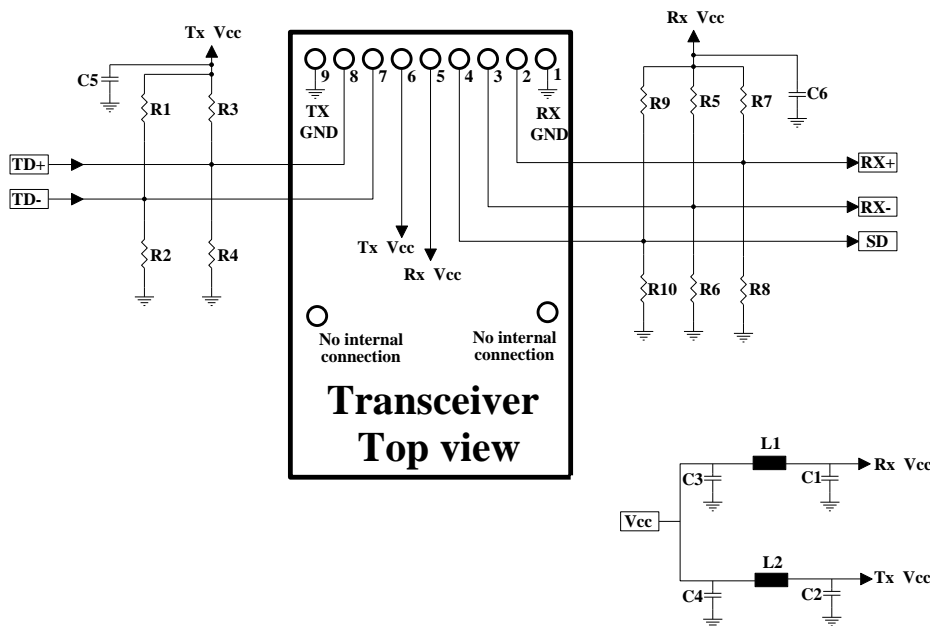 Tx Vcc
Rx Vcc
C5
9 8 7 6 5 4 3 2 1
C6
R1
R3
TX
GND
RX
GND
R9
R5
R7
TD+
RX+
TD-
RX-
SD
R2
R4
Tx Vcc
Rx Vcc
R10
R6
R8
No internal
connection
No internal
connection
Transceiver
Top view
L1
C3
C1
Rx Vcc
Vcc
L2
C4
C2
Tx Vcc